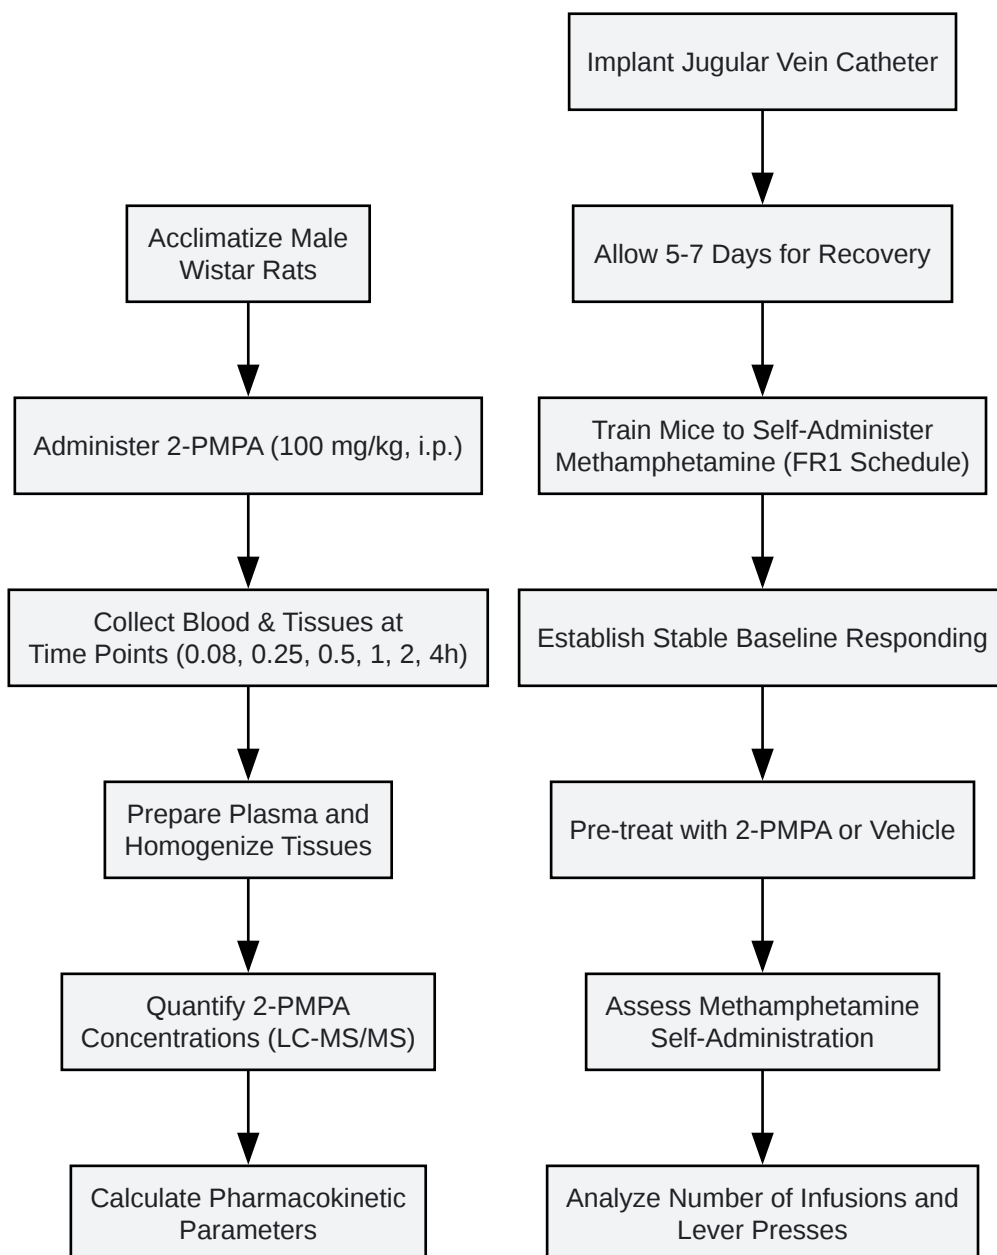 Acclimatize Male
Wistar Rats
Administer 2-PMPA (100 mg/kg, i.p.)
Collect Blood & Tissues at
Time Points (0.08, 0.25, 0.5, 1, 2, 4h)
Prepare Plasma and
Homogenize Tissues
Quantify 2-PMPA
Concentrations (LC-MS/MS)
Calculate Pharmacokinetic
Parameters
Implant Jugular Vein Catheter
Allow 5-7 Days for Recovery
Train Mice to Self-Administer
Methamphetamine (FR1 Schedule)
Establish Stable Baseline Responding
Pre-treat with 2-PMPA or Vehicle
Assess Methamphetamine
Self-Administration
Analyze Number of Infusions and
Lever Presses